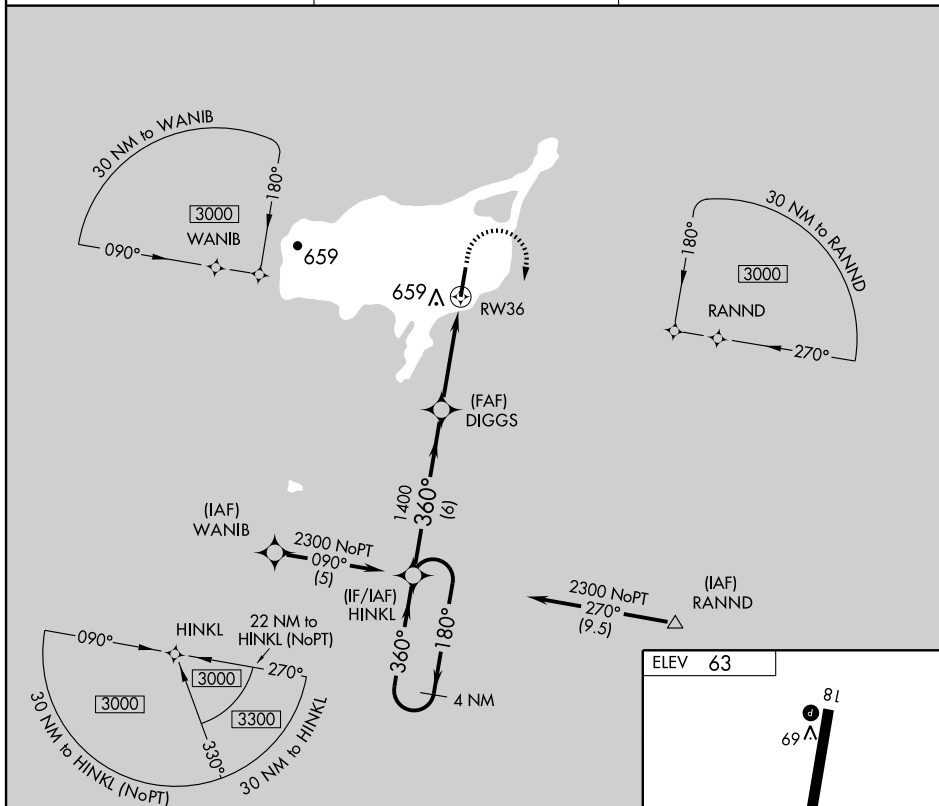 30 NM to WANIB
180°
3000
WANIB
090°
659
659
RW36
30 NM to RANND
180°
3000
RANND
270°
(FAF)
DIGGS
1400
360°
(6)
(IAF)
WANIB
2300 NoPT
090°
(5)
(IF/IAF)
HINKL
360°
180°
4 NM
2300 NoPT
270°
(9.5)
(IAF)
RANND
HINKL
22 NM to
HINKL (NoPT)
090°
270°
3000
3000
3300
330°
30 NM to HINKL (NoPT)
30 NM to HINKL
ELEV 63
18
P
69